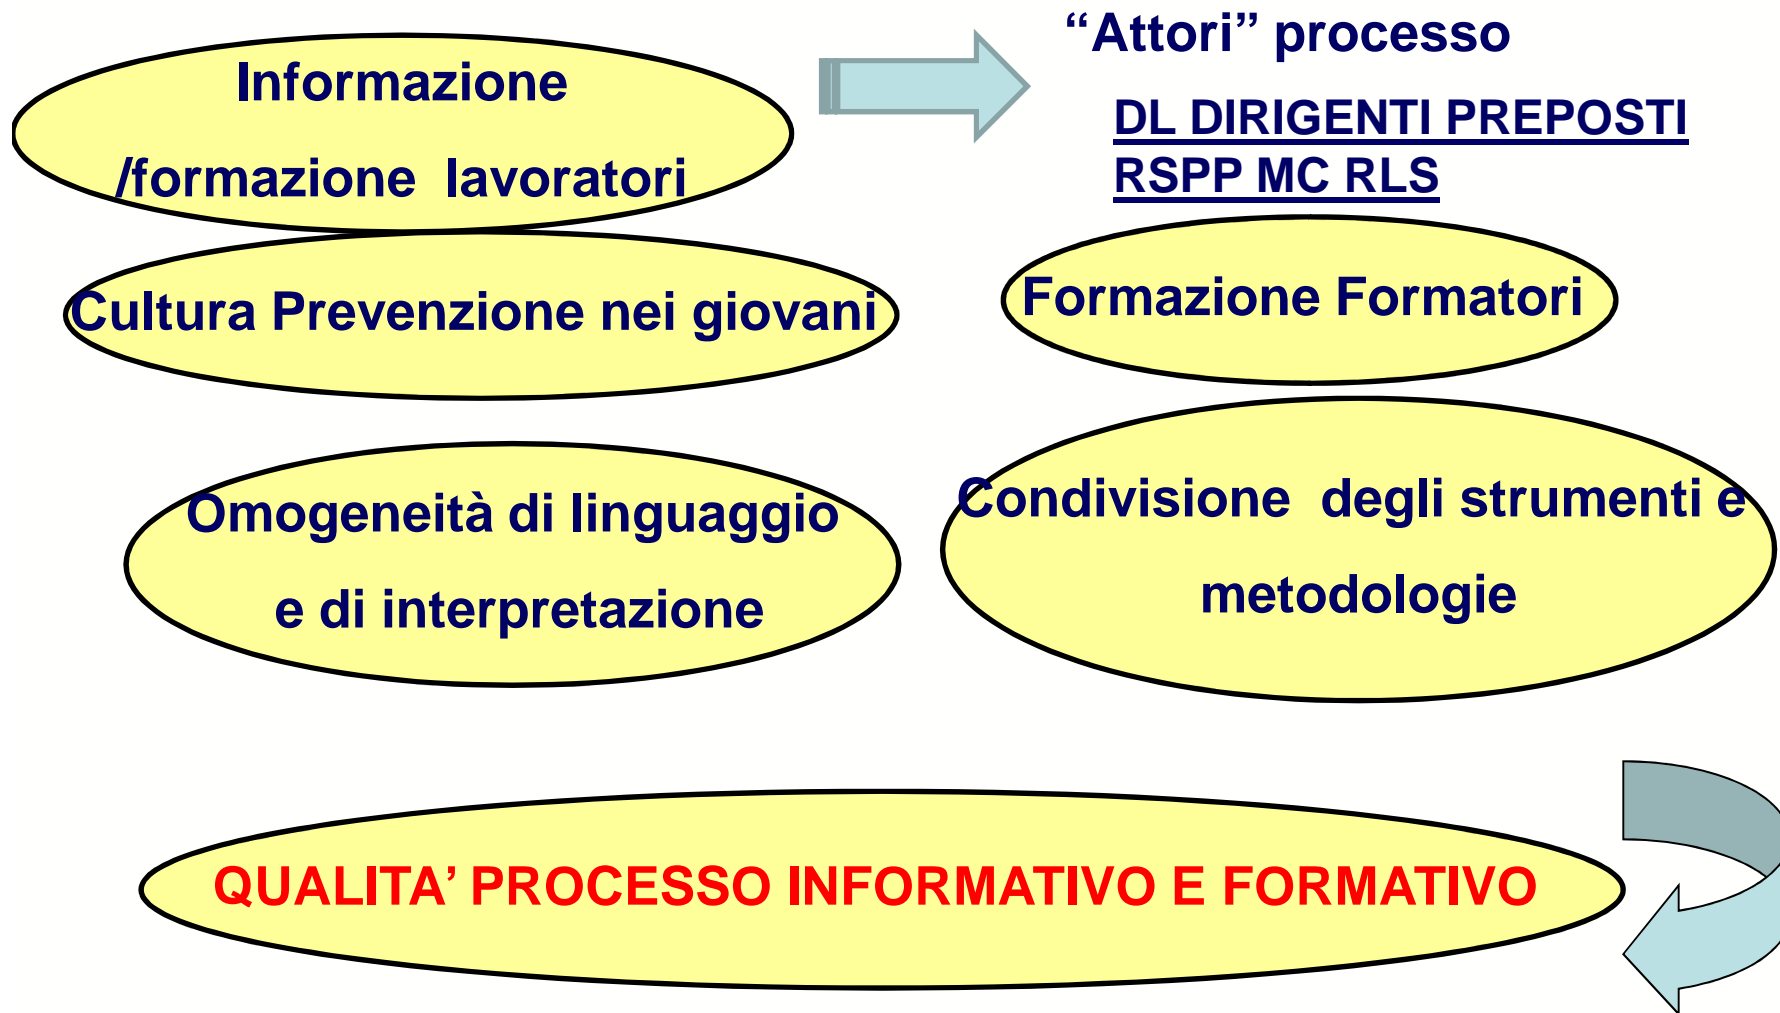 Informazione
/formazione lavoratori
“Attori” processo
DL DIRIGENTI PREPOSTI
RSPP MC RLS
Cultura Prevenzione nei giovani
Formazione Formatori
Omogeneità di linguaggio
e di interpretazione
Condivisione degli strumenti e
metodologie
QUALITA’ PROCESSO INFORMATIVO E FORMATIVO